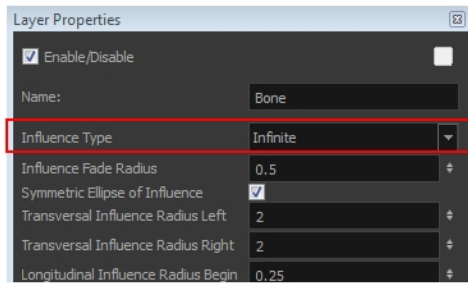 Layer Properties
Enable/Disable
Name: Bone
Influence Type Infinite
Influence Fade Radius 0.5
Symmetric Ellipse of Influence
Transversal Influence Radius Left 2
Transversal Influence Radius Right 2
Longitudinal Influence Radius Begin 0.25